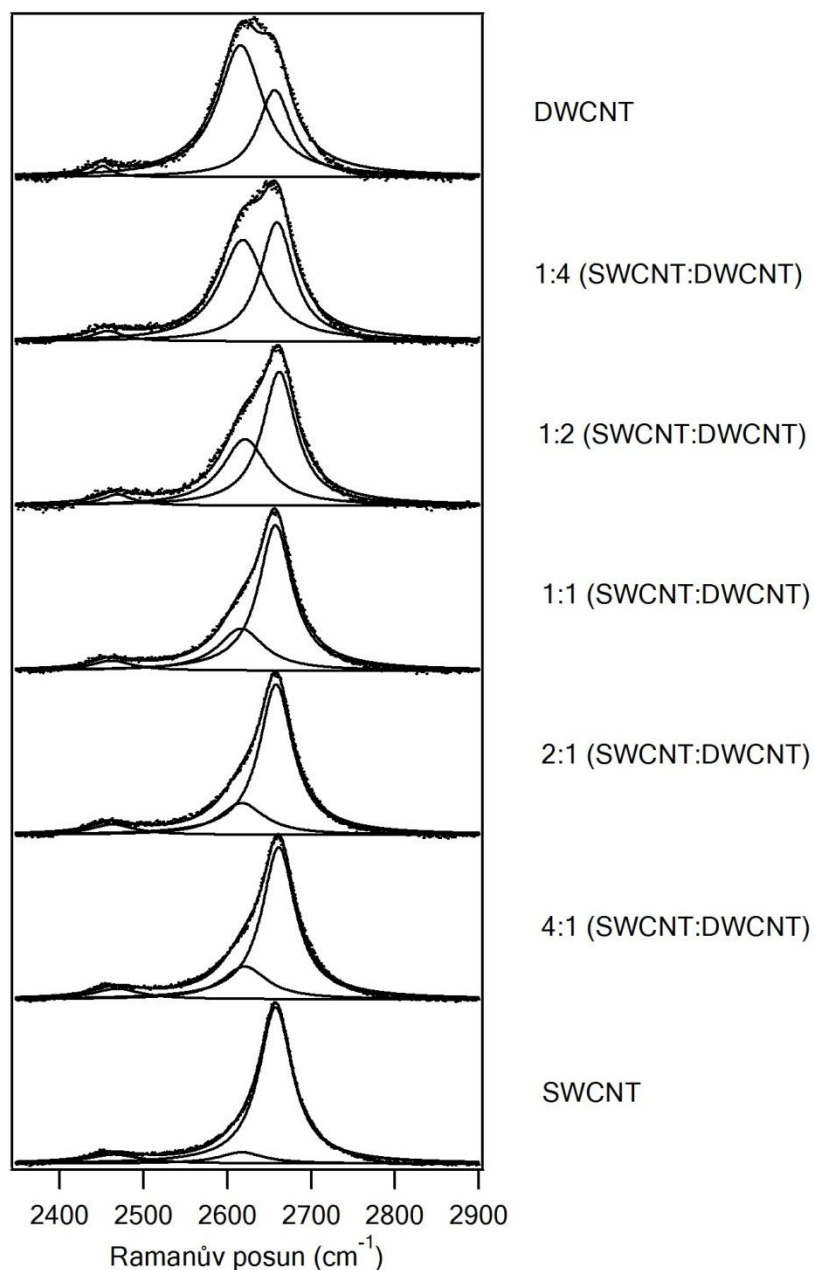 DWCNT
1:4 (SWCNT:DWCNT)
1:2 (SWCNT:DWCNT)
1:1 (SWCNT:DWCNT)
2:1 (SWCNT:DWCNT)
4:1 (SWCNT:DWCNT)
SWCNT
2400 2500 2600 2700 2800 2900
Ramanův posun (cm⁻¹)